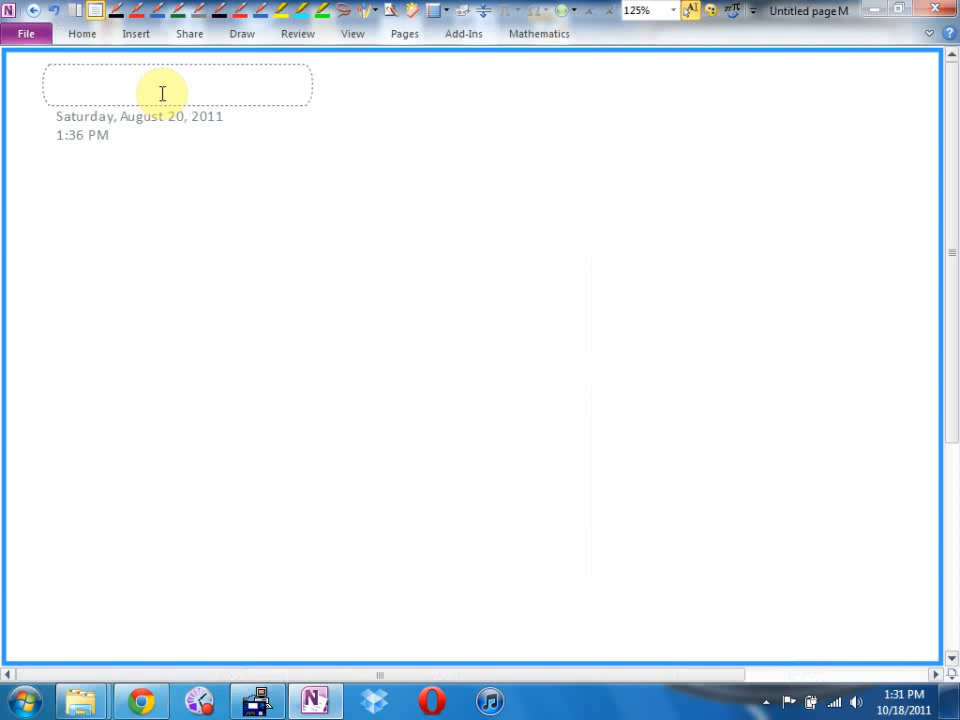 125%
Untitled page M
File Home Insert Share Draw Review View Pages Add-Ins Mathematics
Saturday, August 20, 2011
1:36 PM
1:31 PM
10/18/2011